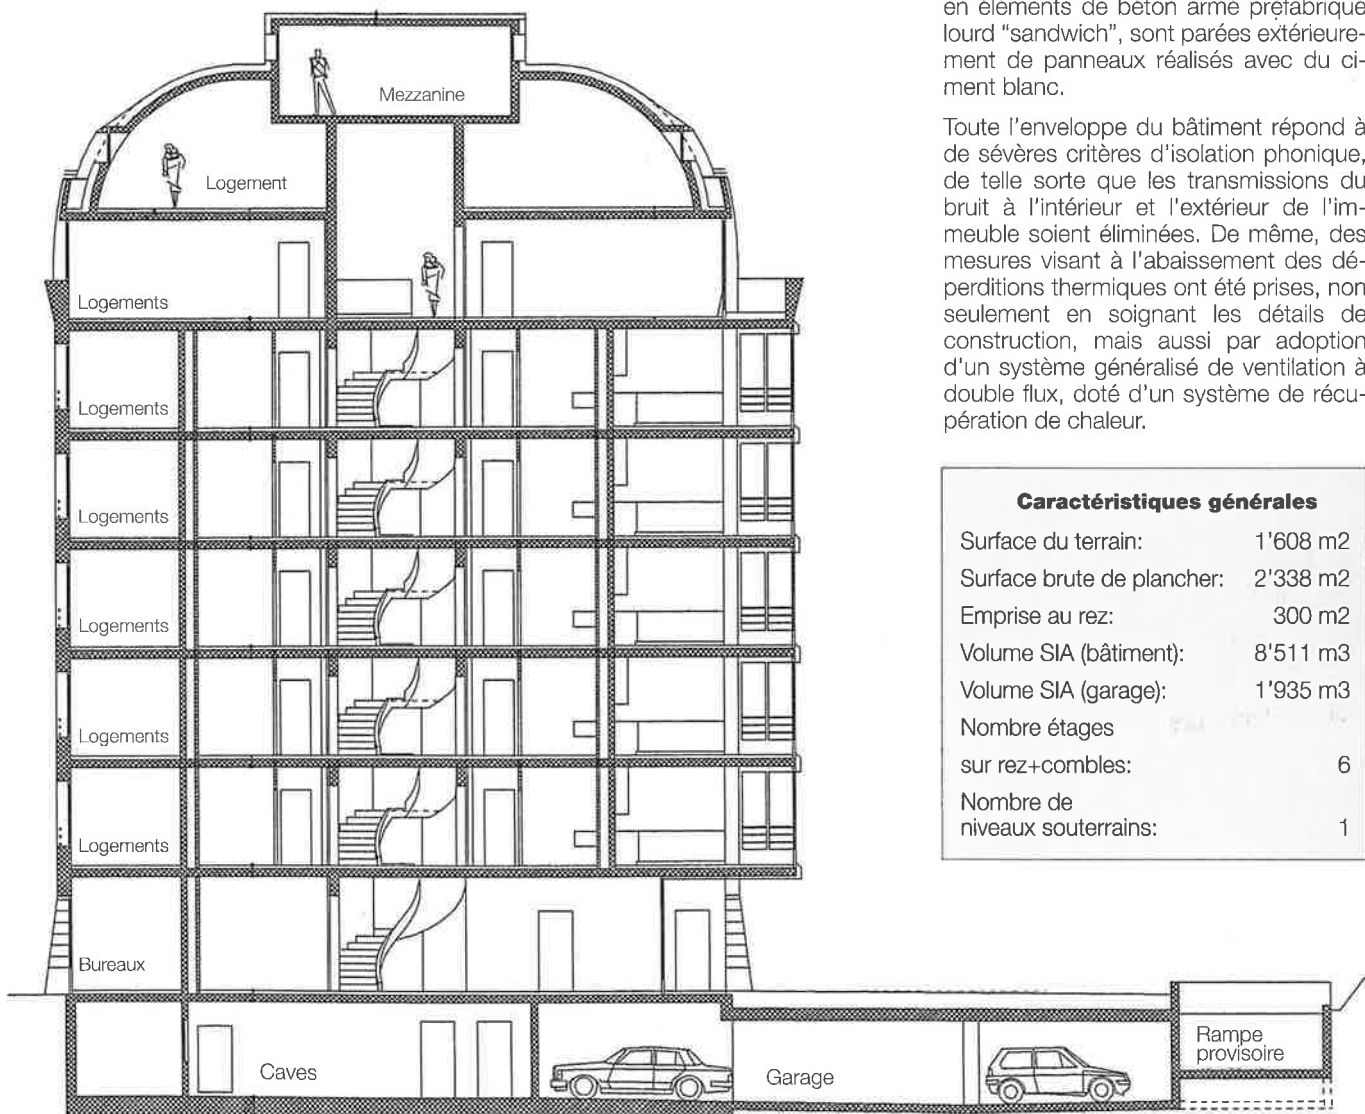 en éléments de béton armé préfabriqué
lourd “sandwich”, sont parées extérieure-
ment de panneaux réalisés avec du ci-
ment blanc.
Toute l’enveloppe du bâtiment répond à
de sévères critères d’isolation phonique,
de telle sorte que les transmissions du
bruit à l’intérieur et l’extérieur de l’im-
meuble soient éliminées. De même, des
mesures visant à l’abaissement des dé-
perditions thermiques ont été prises, non
seulement en soignant les détails de
construction, mais aussi par adoption
d’un système généralisé de ventilation à
double flux, doté d’un système de récu-
pération de chaleur.
Caractéristiques générales
Surface du terrain: 1’608 m2
Surface brute de plancher: 2’338 m2
Emprise au rez: 300 m2
Volume SIA (bâtiment): 8’511 m3
Volume SIA (garage): 1’935 m3
Nombre étages
sur rez+combles: 6
Nombre de
niveaux souterrains: 1
Mezzanine
Logement
Logements
Logements
Logements
Logements
Logements
Logements
Bureaux
Caves
Garage
Rampe
provisoire